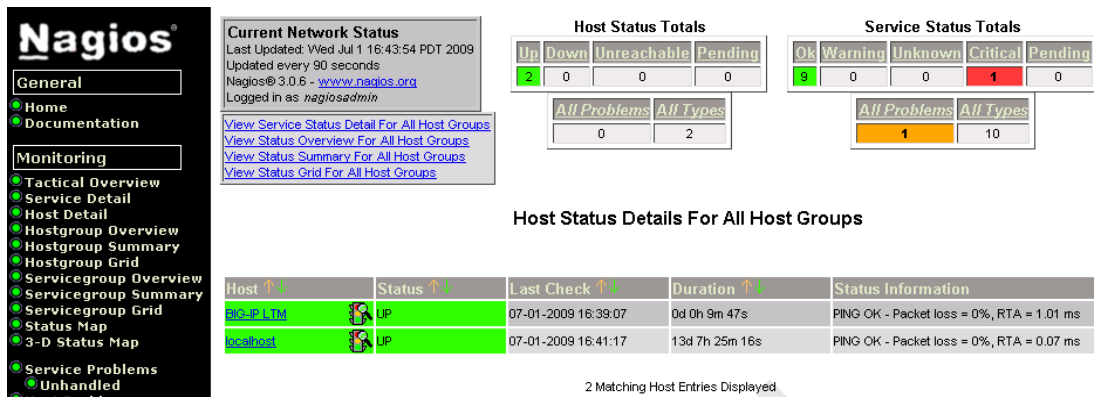 Nagios®
General
Home
Documentation
Monitoring
Tactical Overview
Service Detail
Host Detail
Hostgroup Overview
Hostgroup Summary
Hostgroup Grid
Servicegroup Overview
Servicegroup Summary
Servicegroup Grid
Status Map
3-D Status Map
Service Problems
Unhandled
Current Network Status
Last Updated: Wed Jul 1 16:43:54 PDT 2009
Updated every 90 seconds
Nagios® 3.0.6 - www.nagios.org
Logged in as nagiosadmin
View Service Status Detail For All Host Groups
View Status Overview For All Host Groups
View Status Summary For All Host Groups
View Status Grid For All Host Groups
Host Status Totals
Up Down Unreachable Pending
2 0 0 0
All Problems All Types
0 2
Service Status Totals
Ok Warning Unknown Critical Pending
9 0 0 1 0
All Problems All Types
1 10
Host Status Details For All Host Groups
Host ↑↓ Status ↑↓ Last Check ↑↓ Duration ↑↓ Status Information
BIG-IP LTM UP 07-01-2009 16:39:07 0d 0h 9m 47s PING OK - Packet loss = 0%, RTA = 1.01 ms
localhost UP 07-01-2009 16:41:17 13d 7h 25m 16s PING OK - Packet loss = 0%, RTA = 0.07 ms
2 Matching Host Entries Displayed